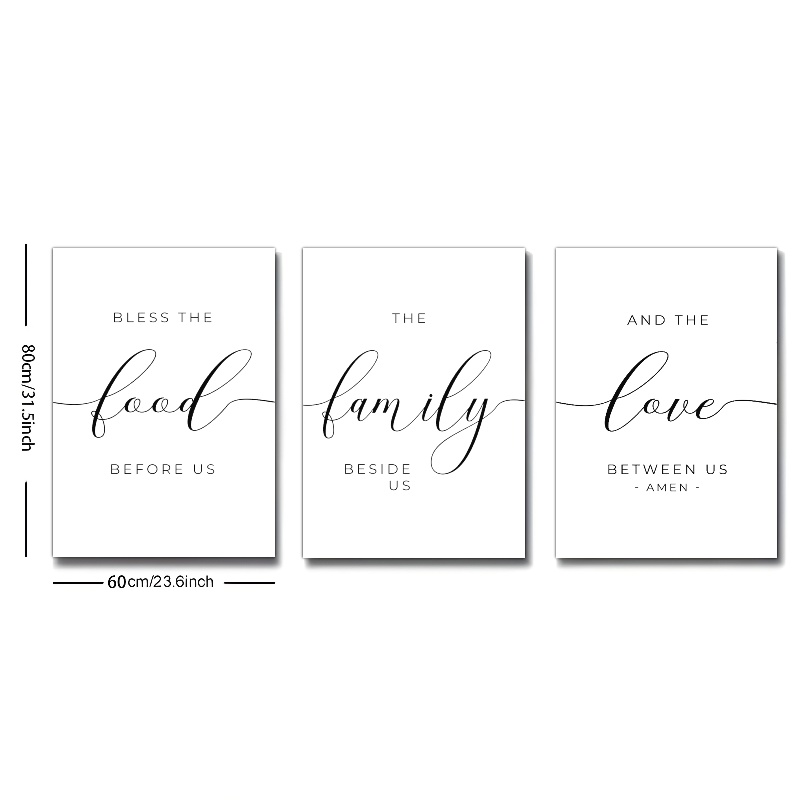 BLESS THE
food
BEFORE US
THE
family
BESIDE
US
AND THE
love
BETWEEN US
- AMEN -
80cm/31.5inch
60cm/23.6inch